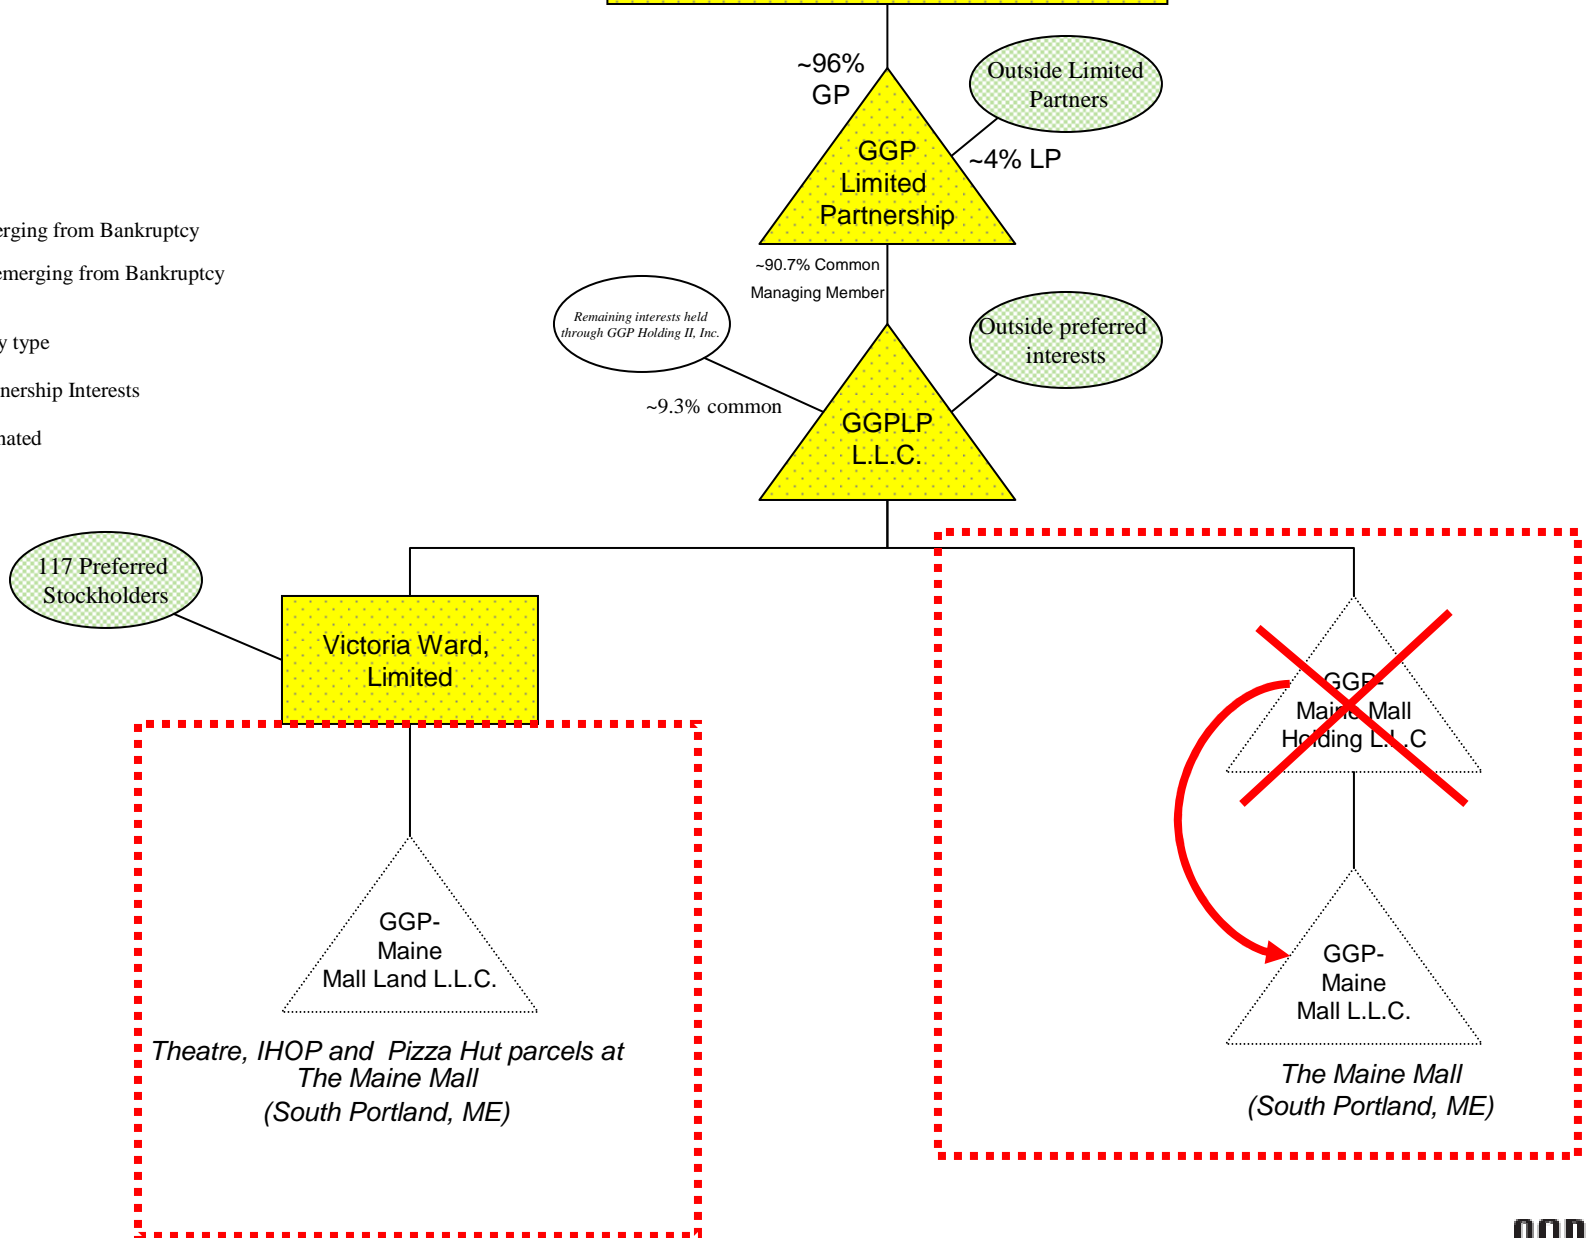 ~96%
GP
Outside Limited
Partners
GGP
Limited
Partnership
~4% LP
erging from Bankruptcy
emerging from Bankruptcy
y type
nership Interests
nated
~90.7% Common
Managing Member
Remaining interests held
through GGP Holding II, Inc.
Outside preferred
interests
~9.3% common
GGPLP
L.L.C.
117 Preferred
Stockholders
Victoria Ward,
Limited
GGP-
Maine Mall
Holding L.L.C
GGP-
Maine
Mall Land L.L.C.
GGP-
Maine
Mall L.L.C.
Theatre, IHOP and Pizza Hut parcels at
The Maine Mall
(South Portland, ME)
The Maine Mall
(South Portland, ME)